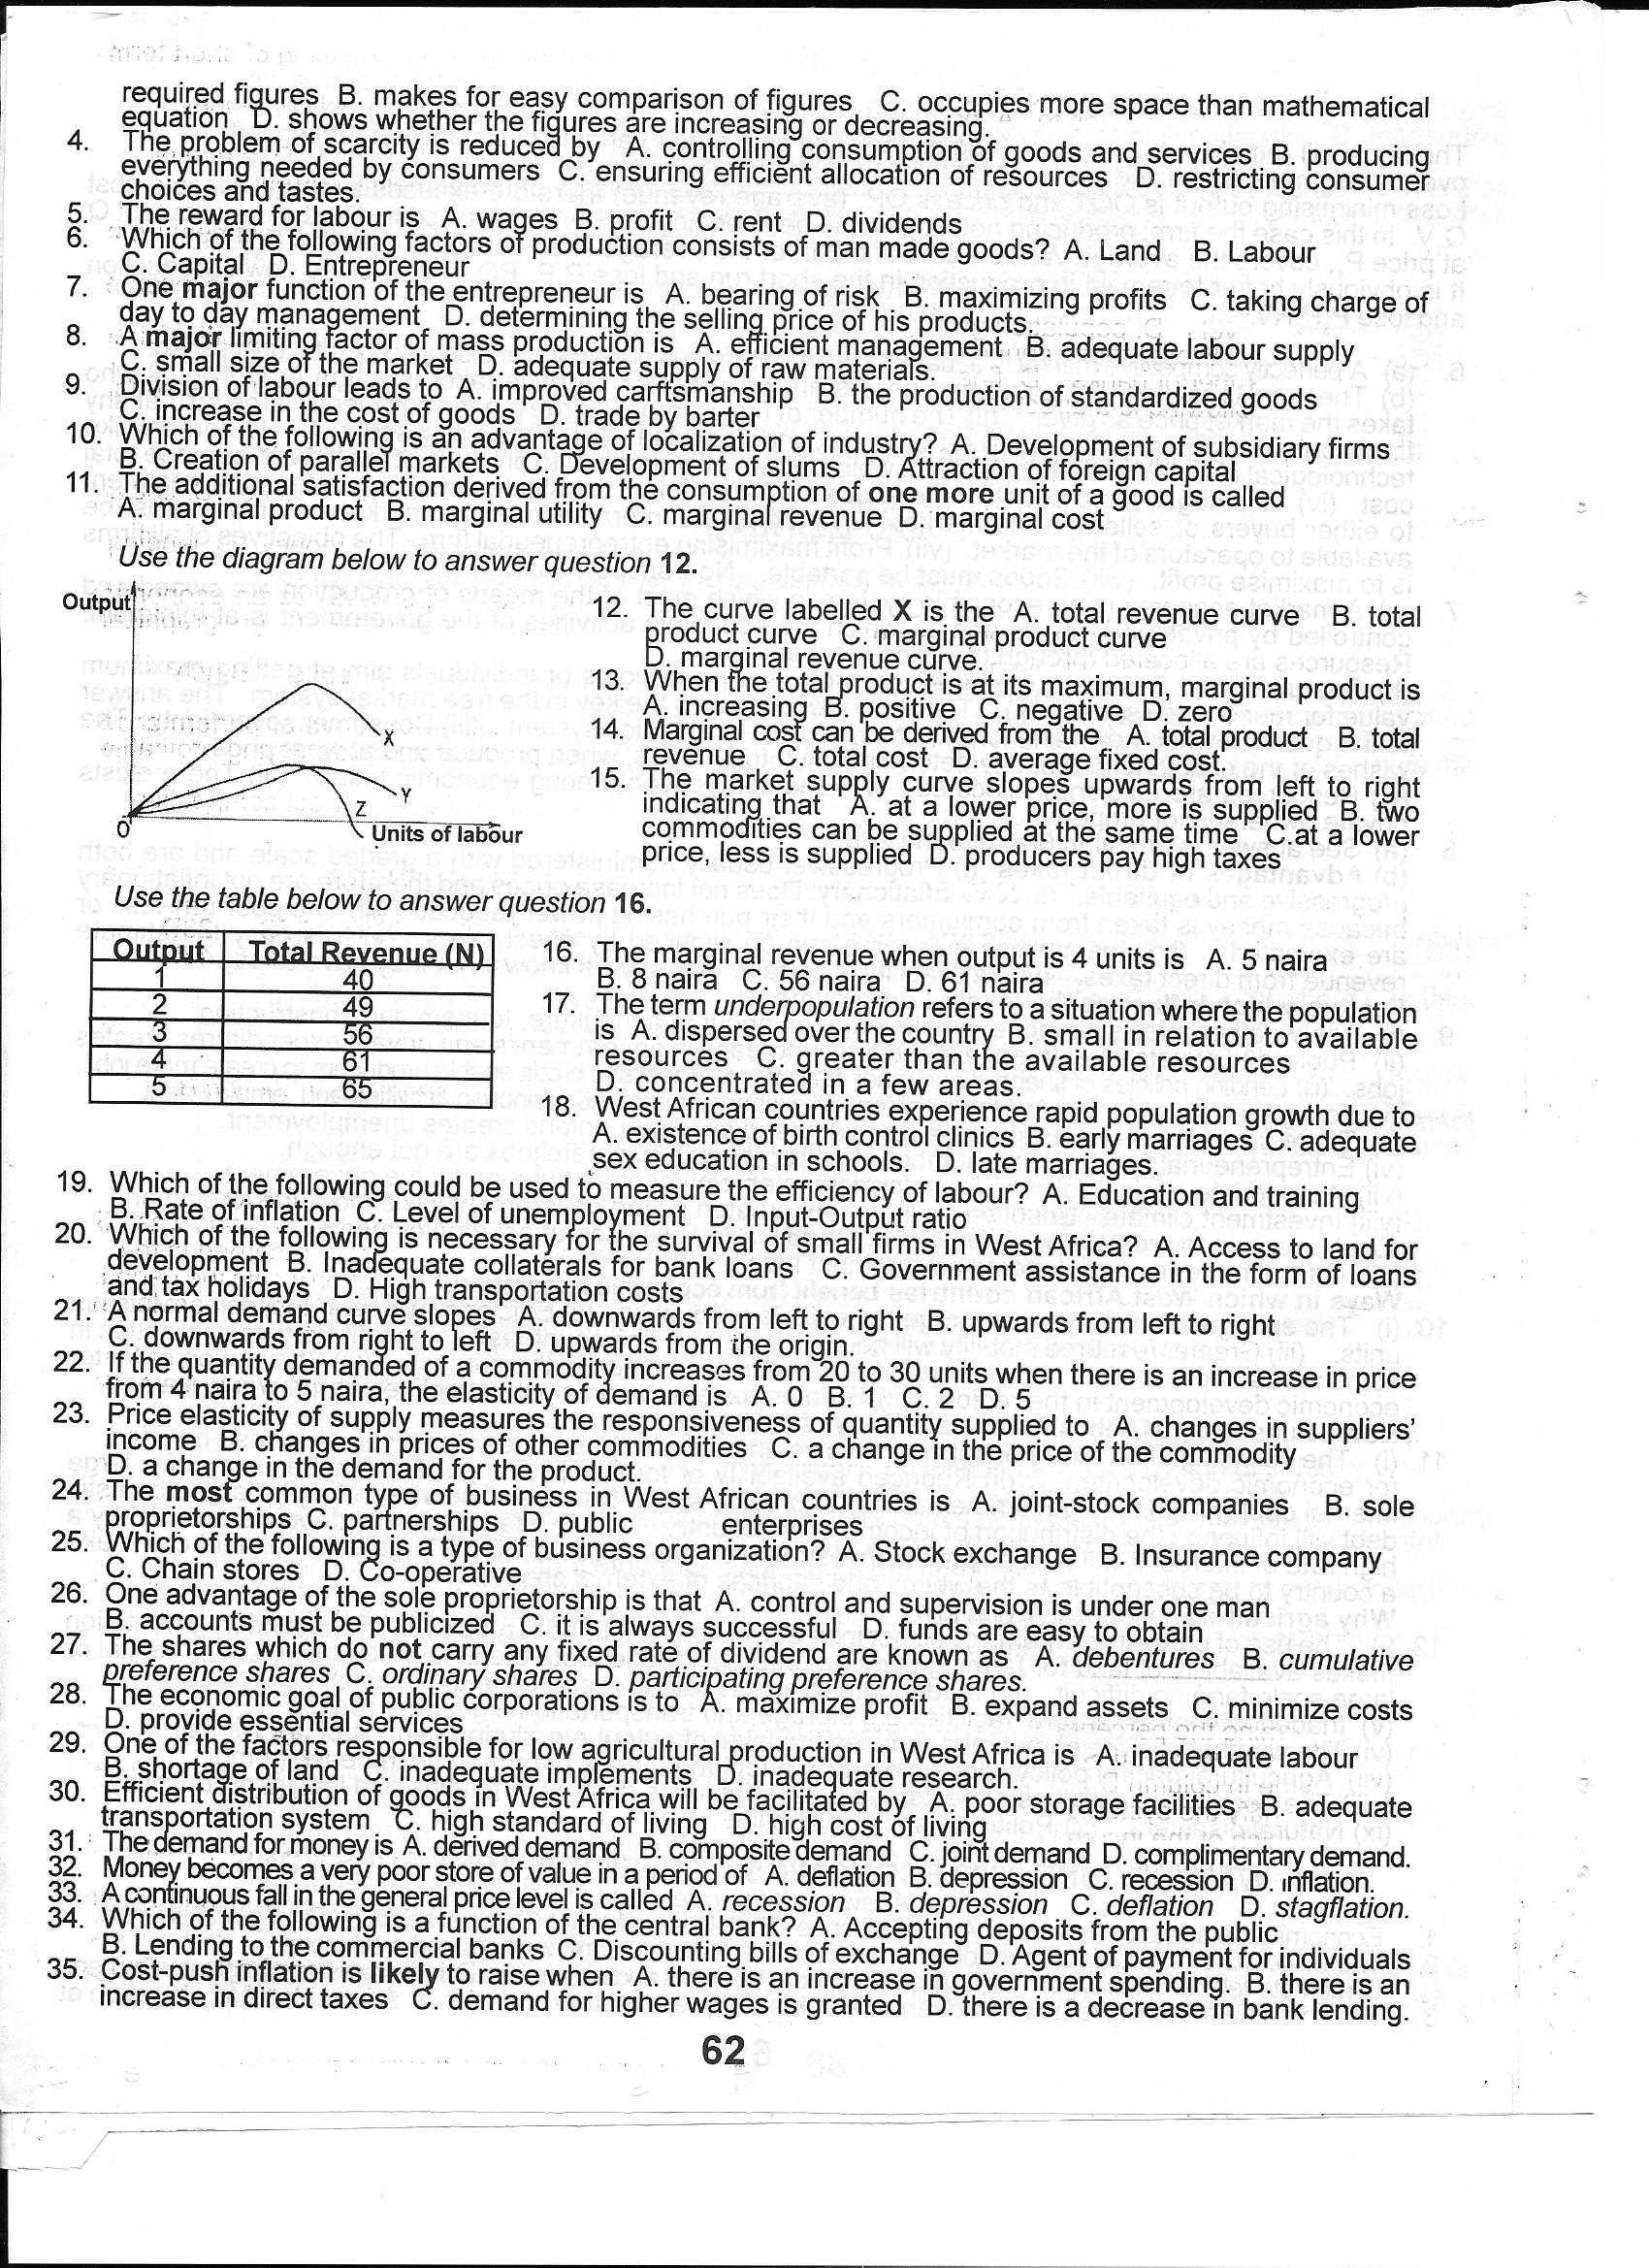 required figures B. makes for easy comparison of figures C. occupies more space than mathematical
equation D. shows whether the figures are increasing or decreasing.
4. The problem of scarcity is reduced by A. controlling consumption of goods and services B. producing
everything needed by consumers C. ensuring efficient allocation of resources D. restricting consumer
choices and tastes.
5. The reward for labour is A. wages B. profit C. rent D. dividends
6. Which of the following factors of production consists of man made goods? A. Land B. Labour
C. Capital D. Entrepreneur
7. One major function of the entrepreneur is A. bearing of risk B. maximizing profits C. taking charge of
day to day management D. determining the selling price of his products.
8. A major limiting factor of mass production is A. efficient management B. adequate labour supply
C. small size of the market D. adequate supply of raw materials.
9. Division of labour leads to A. improved carftsmanship B. the production of standardized goods
C. increase in the cost of goods D. trade by barter
10. Which of the following is an advantage of localization of industry? A. Development of subsidiary firms
B. Creation of parallel markets C. Development of slums D. Attraction of foreign capital
11. The additional satisfaction derived from the consumption of one more unit of a good is called
A. marginal product B. marginal utility C. marginal revenue D. marginal cost
Use the diagram below to answer question 12.
Output
X
Y
Z
0
Units of labour
12. The curve labelled X is the A. total revenue curve B. total
product curve C. marginal product curve
D. marginal revenue curve.
13. When the total product is at its maximum, marginal product is
A. increasing B. positive C. negative D. zero
14. Marginal cost can be derived from the A. total product B. total
revenue C. total cost D. average fixed cost.
15. The market supply curve slopes upwards from left to right
indicating that A. at a lower price, more is supplied B. two
commodities can be supplied at the same time C.at a lower
price, less is supplied D. producers pay high taxes
Use the table below to answer question 16.
Output Total Revenue (N)
1 40
2 49
3 56
4 61
5 65
16. The marginal revenue when output is 4 units is A. 5 naira
B. 8 naira C. 56 naira D. 61 naira
17. The term underpopulation refers to a situation where the population
is A. dispersed over the country B. small in relation to available
resources C. greater than the available resources
D. concentrated in a few areas.
18. West African countries experience rapid population growth due to
A. existence of birth control clinics B. early marriages C. adequate
sex education in schools. D. late marriages.
19. Which of the following could be used to measure the efficiency of labour? A. Education and training
B. Rate of inflation C. Level of unemployment D. Input-Output ratio
20. Which of the following is necessary for the survival of small firms in West Africa? A. Access to land for
development B. Inadequate collaterals for bank loans C. Government assistance in the form of loans
and tax holidays D. High transportation costs
21. A normal demand curve slopes A. downwards from left to right B. upwards from left to right
C. downwards from right to left D. upwards from the origin.
22. If the quantity demanded of a commodity increases from 20 to 30 units when there is an increase in price
from 4 naira to 5 naira, the elasticity of demand is A. 0 B. 1 C. 2 D. 5
23. Price elasticity of supply measures the responsiveness of quantity supplied to A. changes in suppliers'
income B. changes in prices of other commodities C. a change in the price of the commodity
D. a change in the demand for the product.
24. The most common type of business in West African countries is A. joint-stock companies B. sole
proprietorships C. partnerships D. public enterprises
25. Which of the following is a type of business organization? A. Stock exchange B. Insurance company
C. Chain stores D. Co-operative
26. One advantage of the sole proprietorship is that A. control and supervision is under one man
B. accounts must be publicized C. it is always successful D. funds are easy to obtain
27. The shares which do not carry any fixed rate of dividend are known as A. debentures B. cumulative
preference shares C. ordinary shares D. participating preference shares.
28. The economic goal of public corporations is to A. maximize profit B. expand assets C. minimize costs
D. provide essential services
29. One of the factors responsible for low agricultural production in West Africa is A. inadequate labour
B. shortage of land C. inadequate implements D. inadequate research.
30. Efficient distribution of goods in West Africa will be facilitated by A. poor storage facilities B. adequate
transportation system C. high standard of living D. high cost of living
31. The demand for money is A. derived demand B. composite demand C. joint demand D. complimentary demand.
32. Money becomes a very poor store of value in a period of A. deflation B. depression C. recession D. inflation.
33. A continuous fall in the general price level is called A. recession B. depression C. deflation D. stagflation.
34. Which of the following is a function of the central bank? A. Accepting deposits from the public
B. Lending to the commercial banks C. Discounting bills of exchange D. Agent of payment for individuals
35. Cost-push inflation is likely to raise when A. there is an increase in government spending. B. there is an
increase in direct taxes C. demand for higher wages is granted D. there is a decrease in bank lending.
62